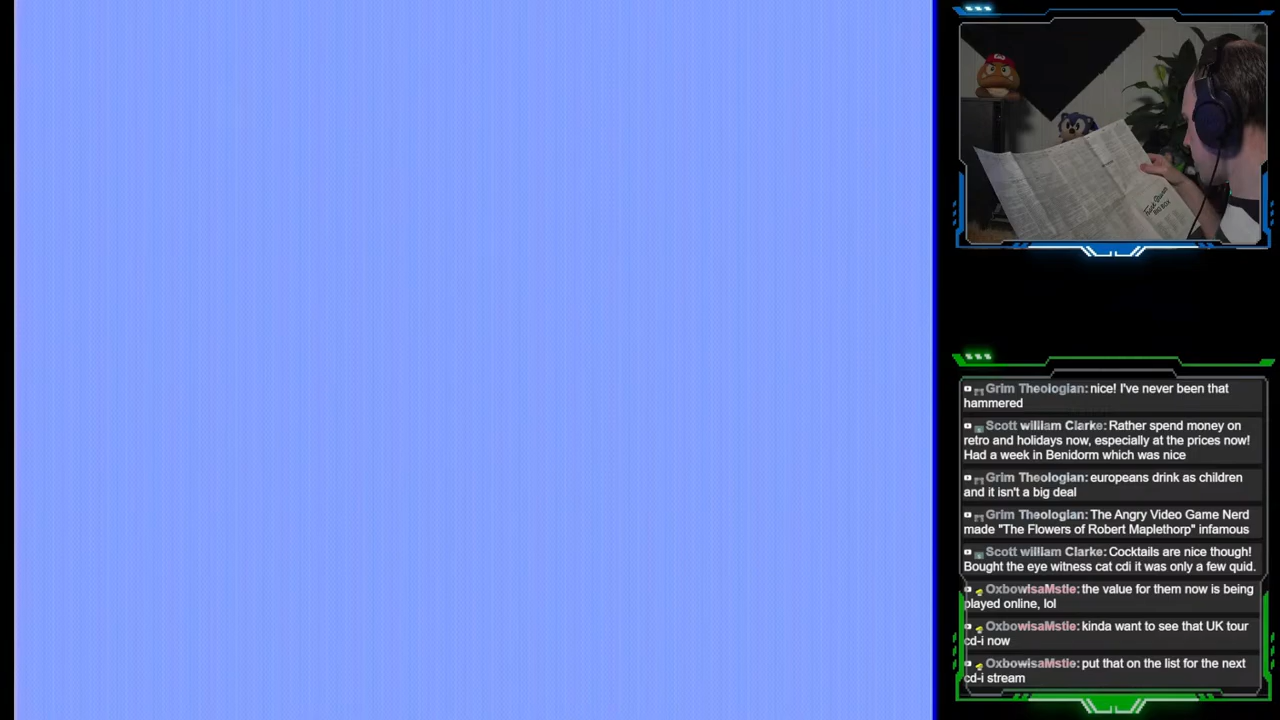 Grim Theologian: nice! I've never been that
hammered
Scott william Clarke: Rather spend money on
retro and holidays now, especially at the prices now!
Had a week in Benidorm which was nice
Grim Theologian: europeans drink as children
and it isn't a big deal
Grim Theologian: The Angry Video Game Nerd
made "The Flowers of Robert Maplethorp" infamous
Scott william Clarke: Cocktails are nice though!
Bought the eye witness cat cdi it was only a few quid.
OxbowisaMstie: the value for them now is being
played online, lol
OxbowisaMstie: kinda want to see that UK tour
cd-i now
OxbowisaMstie: put that on the list for the next
cd-i stream